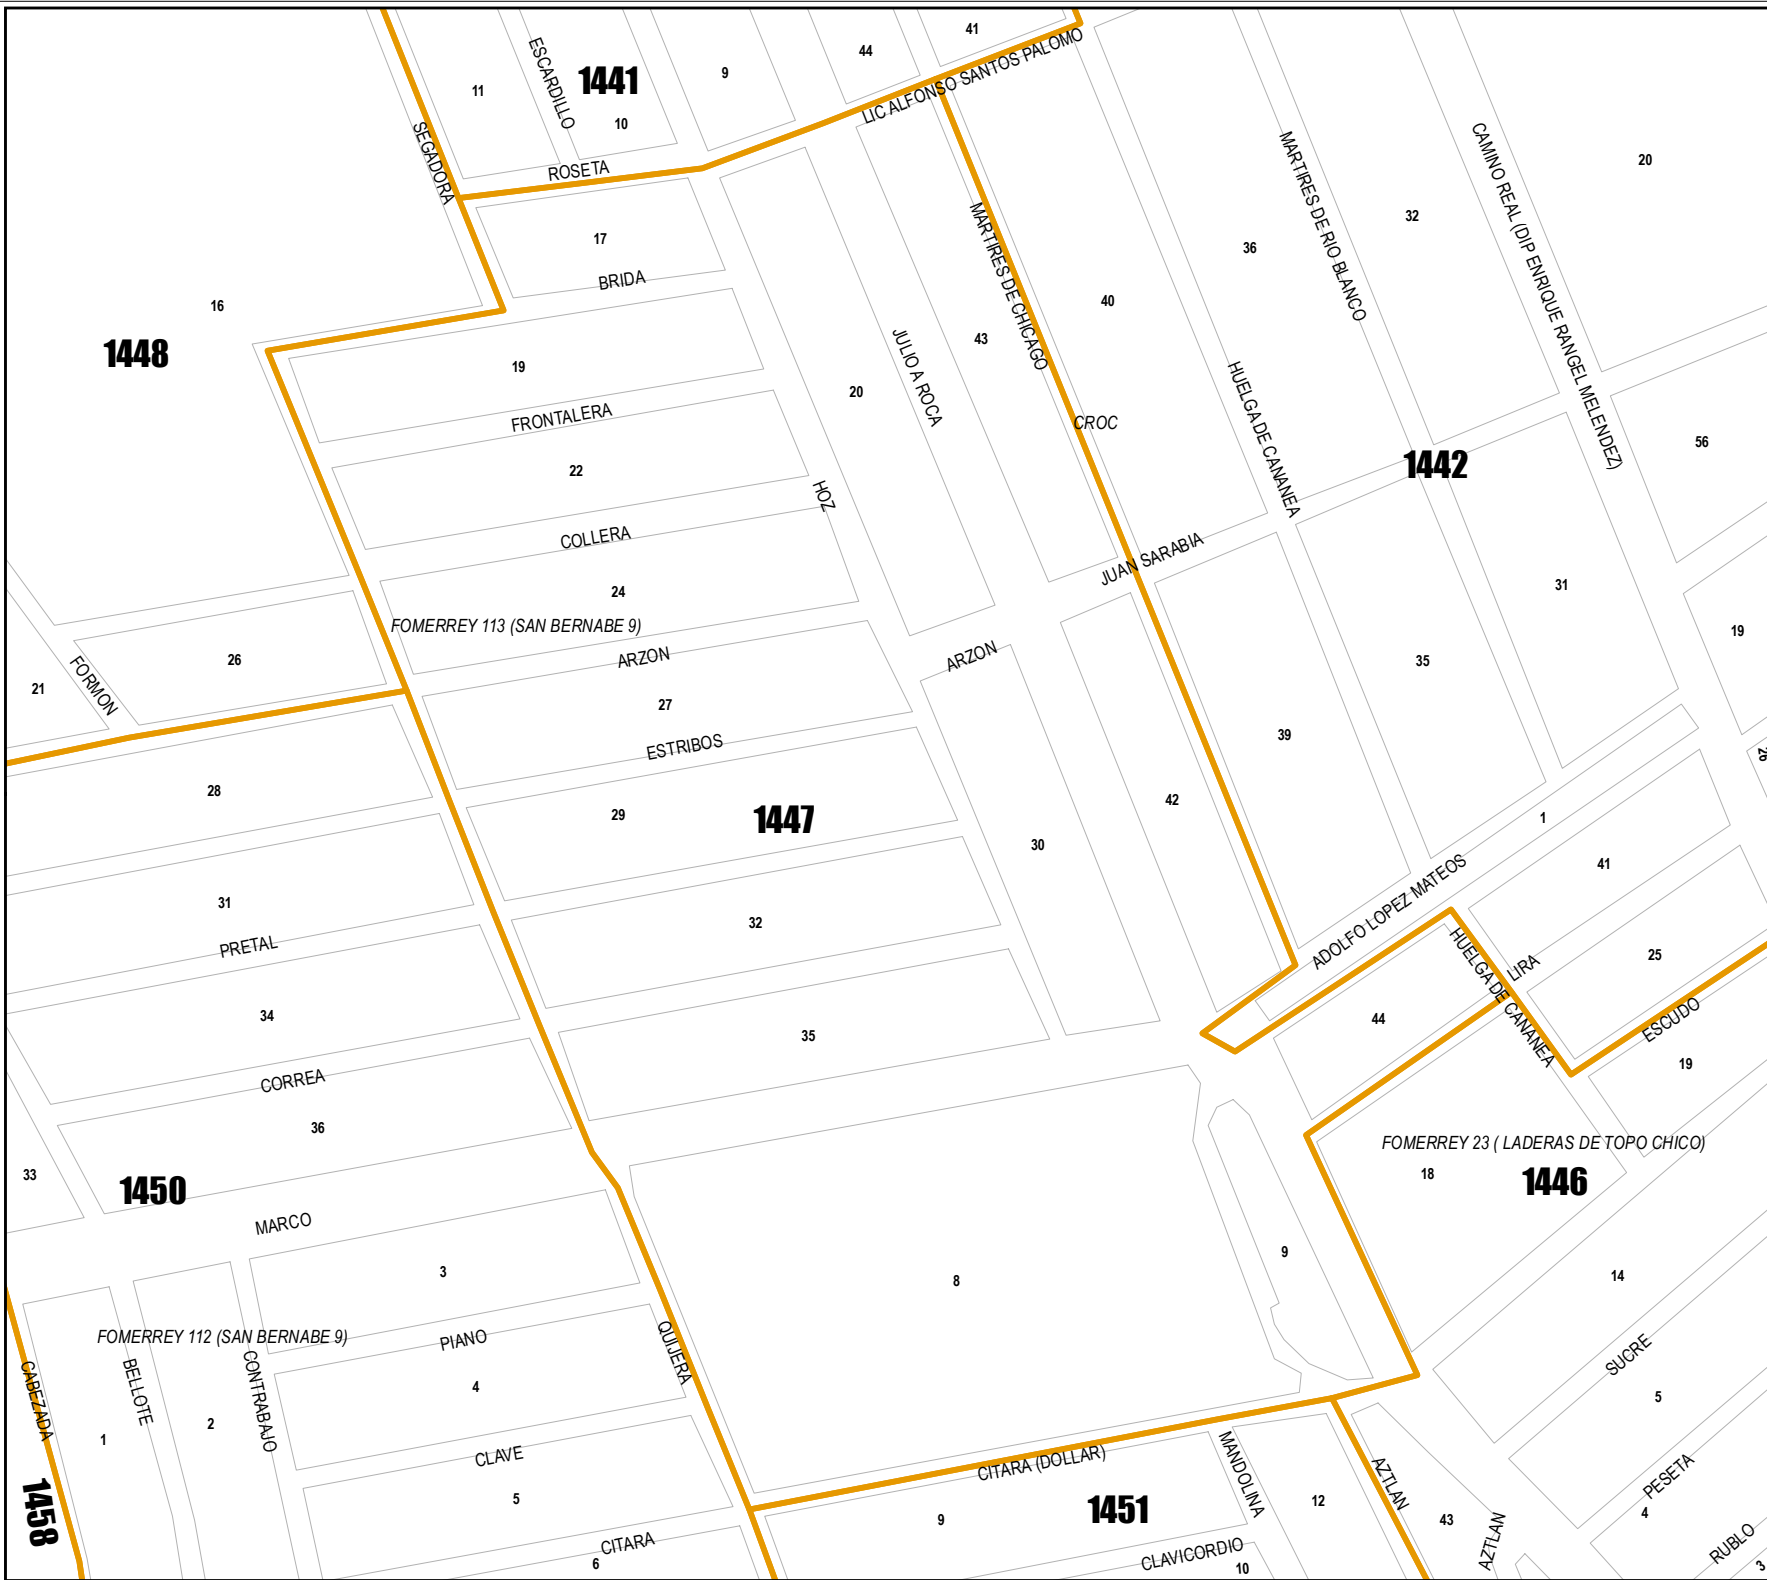 41
44
ESCARDILLO
1441
9
11
10
LIC ALFONSO SANTOS PALOMO
SEGADORA
ROSETA
MARTIRES DE RIO BLANCO
CAMINO REAL (DIP ENRIQUE RANGEL MELENDEZ)
20
32
17
36
MARTIRES DE CHICAGO
BRIDA
40
16
43
1448
19
JULIO A ROCA
20
FRONTALERA
CROC
HUELGA DE CANANEA
56
1442
22
HOZ
COLLERA
JUAN SARABIA
24
31
FOMERREY 113 (SAN BERNABE 9)
19
ARZON
ARZON
26
35
21
FORMON
27
ESTRIBOS
39
26
28
29
1447
42
1
30
41
31
ADOLFO LOPEZ MATEOS
32
PRETAL
LIRA
25
HUELGA DE CANANEA
34
44
ESCUDO
35
19
CORREA
36
FOMERREY 23 ( LADERAS DE TOPO CHICO)
33
18
1446
1450
MARCO
9
3
8
14
FOMERREY 112 (SAN BERNABE 9)
PIANO
QUIJERA
SUCRE
CABEZADA
BELLOTE
CONTRABAJO
4
5
2
1
CLAVE
CITARA (DOLLAR)
MANDOLINA
AZTLAN
PESETA
1458
5
1451
12
9
43
4
AZTLAN
CITARA
6
CLAVICORDIO
10
RUBLO
3